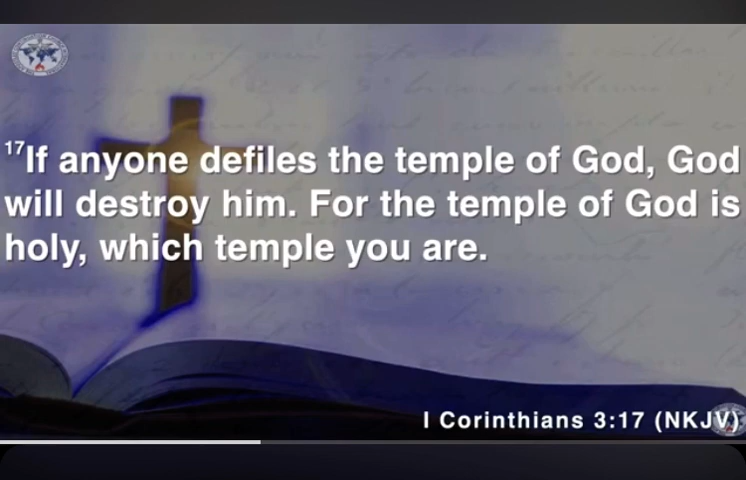 17If anyone defiles the temple of God, God
will destroy him. For the temple of God is
holy, which temple you are.
I Corinthians 3:17 (NKJV)